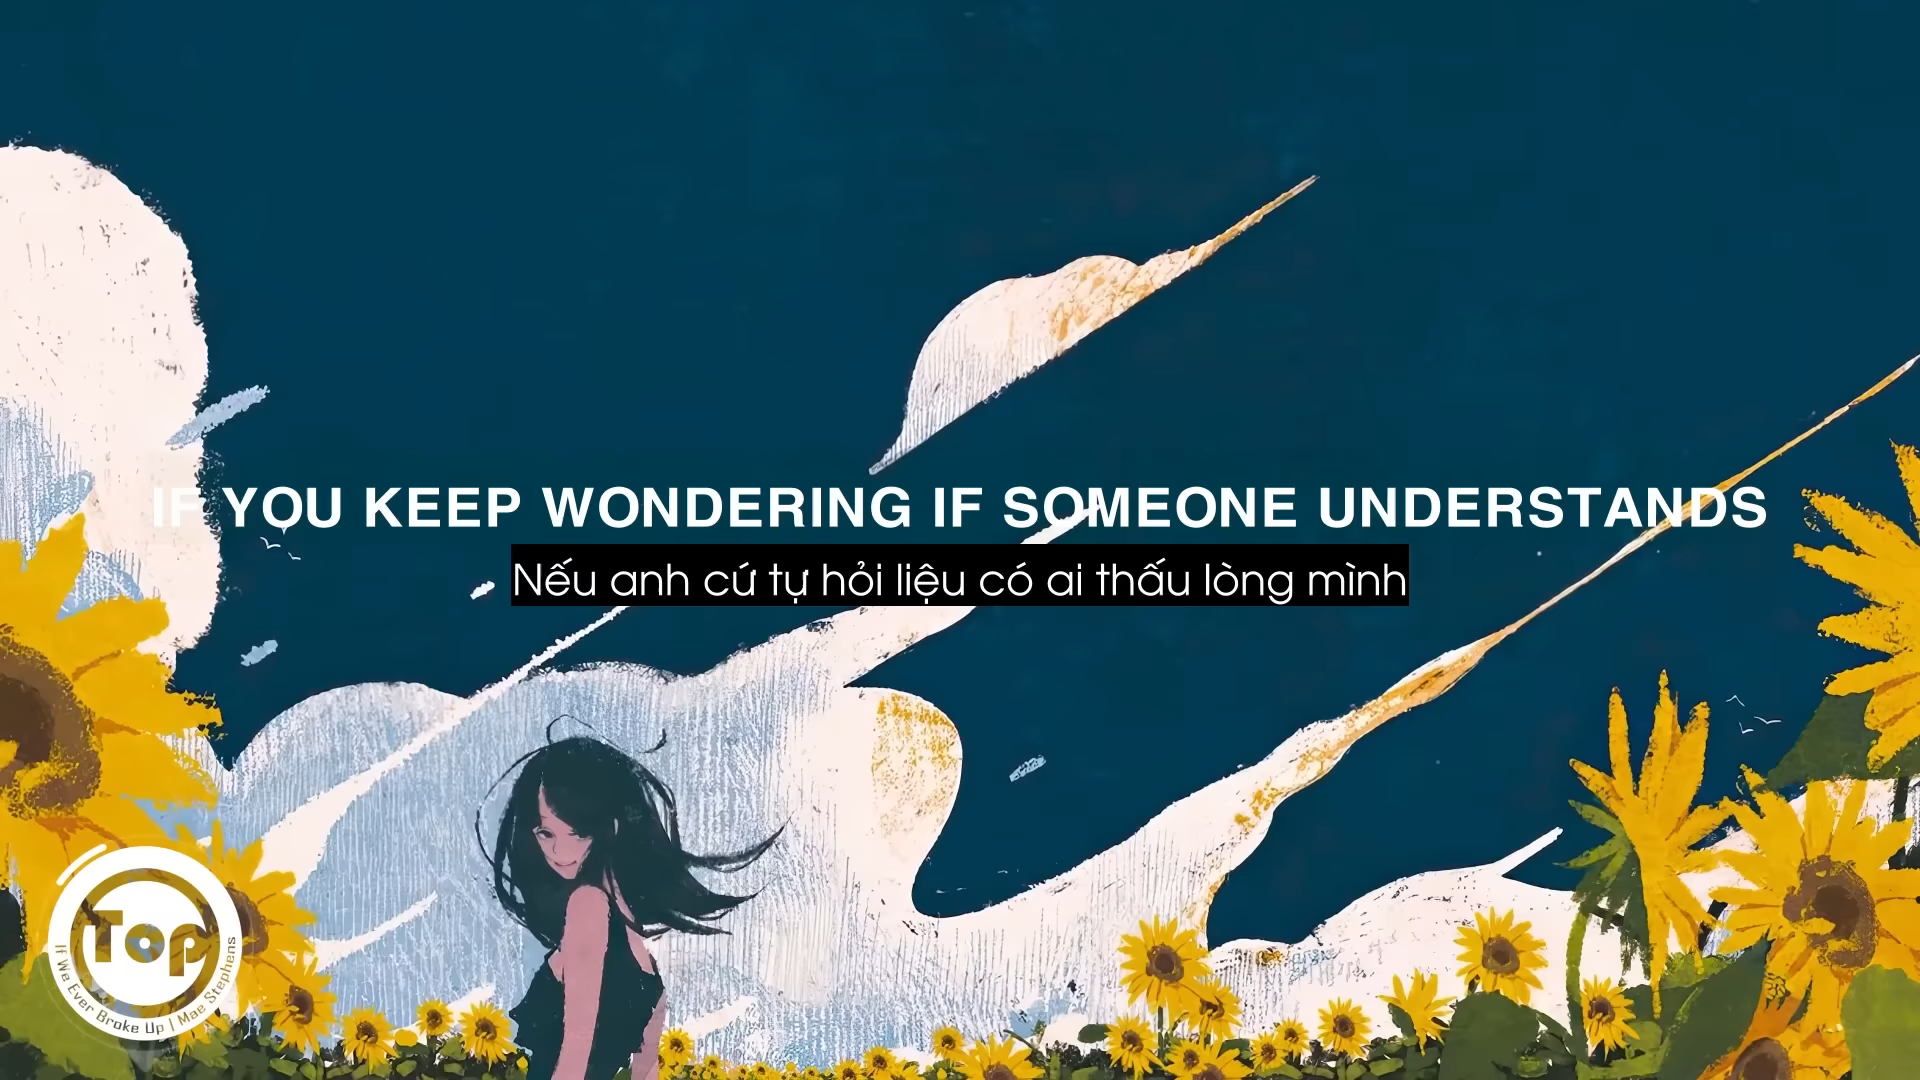 IF YOU KEEP WONDERING IF SOMEONE UNDERSTANDS
Nếu anh cứ tự hỏi liệu có ai thấu lòng mình
Top
If We Ever Broke Up | Mae Stephens